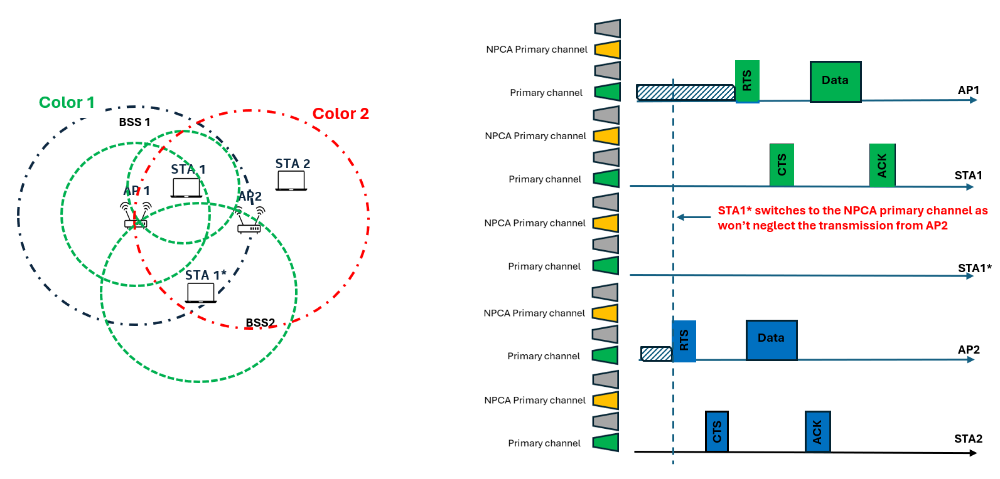 Color 1
BSS 1
Color 2
STA 1
STA 2
AP 1
AP2
STA 1*
BSS2
NPCA Primary channel
Primary channel
RTS
Data
AP1
NPCA Primary channel
Primary channel
CTS
ACK
STA1
STA1* switches to the NPCA primary channel as
won’t neglect the transmission from AP2
NPCA Primary channel
Primary channel
STA1*
NPCA Primary channel
Primary channel
RTS
Data
AP2
NPCA Primary channel
Primary channel
CTS
ACK
STA2